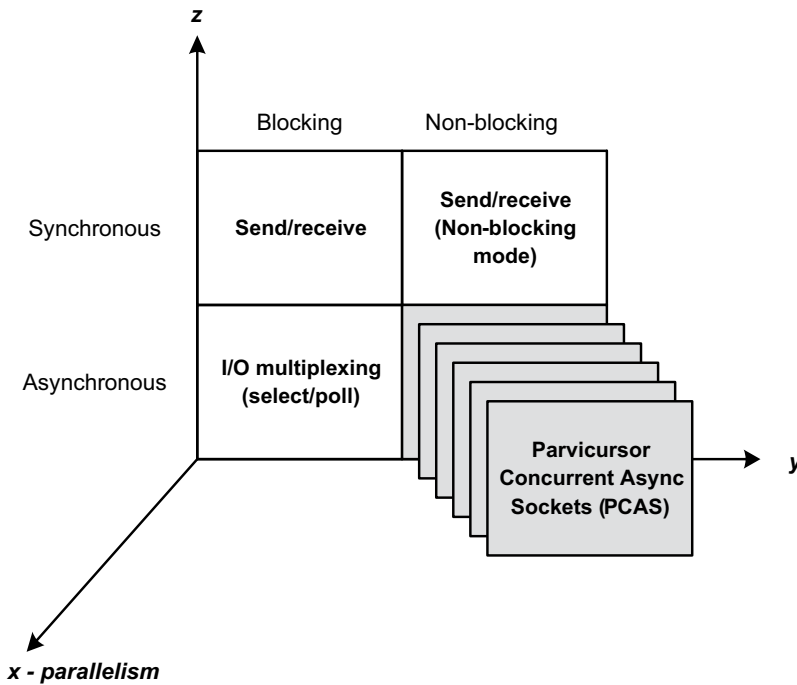 z
Blocking
Non-blocking
Synchronous
Send/receive
Send/receive
(Non-blocking
mode)
Asynchronous
I/O multiplexing
(select/poll)
Parvicursor
Concurrent Async
Sockets (PCAS)
y
x - parallelism